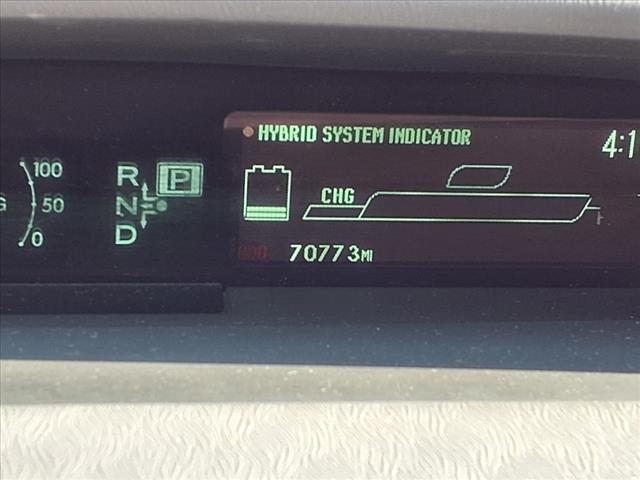 HYBRID SYSTEM INDICATOR
4:1
100
50
0
R
P
N
D
CHG
70773MI